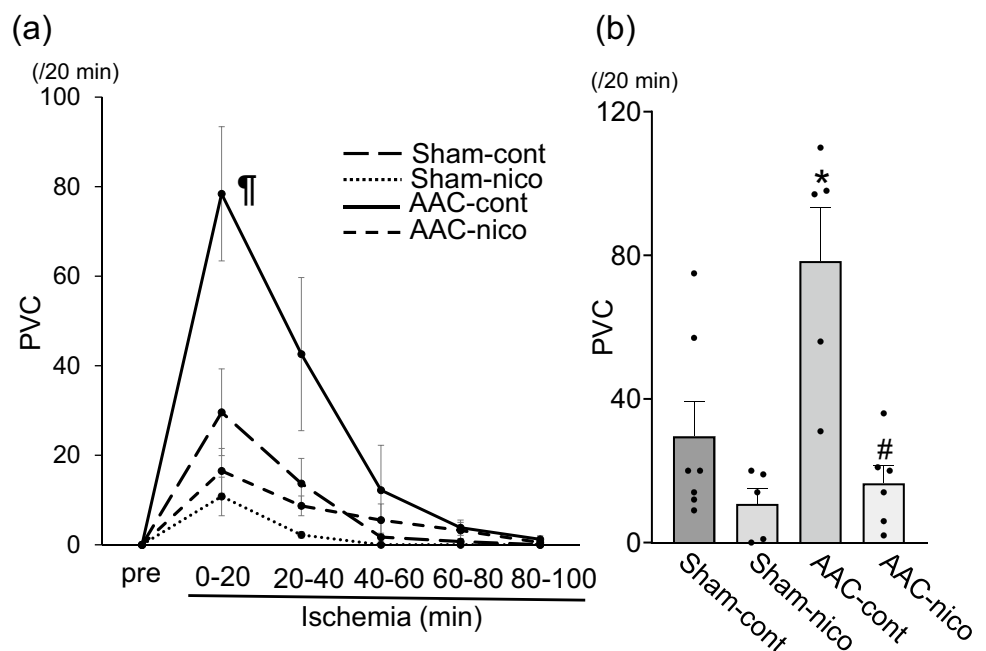 (a)
(/20 min)
100
80
60
40
20
0
PVC
¶
Sham-cont
Sham-nico
AAC-cont
AAC-nico
pre
0-20
20-40
40-60
60-80
80-100
Ischemia (min)
(b)
(/20 min)
120
80
40
0
PVC
*
#
Sham-cont
Sham-nico
AAC-cont
AAC-nico